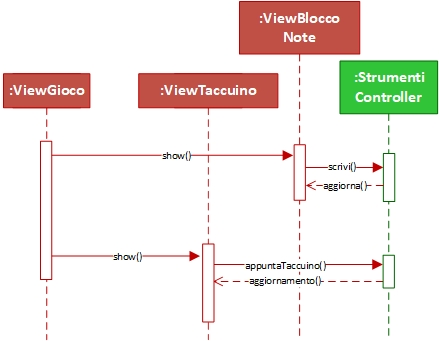 :ViewBlocco
Note
:ViewGioco
:ViewTaccuino
:Strumenti
Controller
show()
scrivi()
aggiorna()
show()
appuntaTaccuino()
aggiornamento()